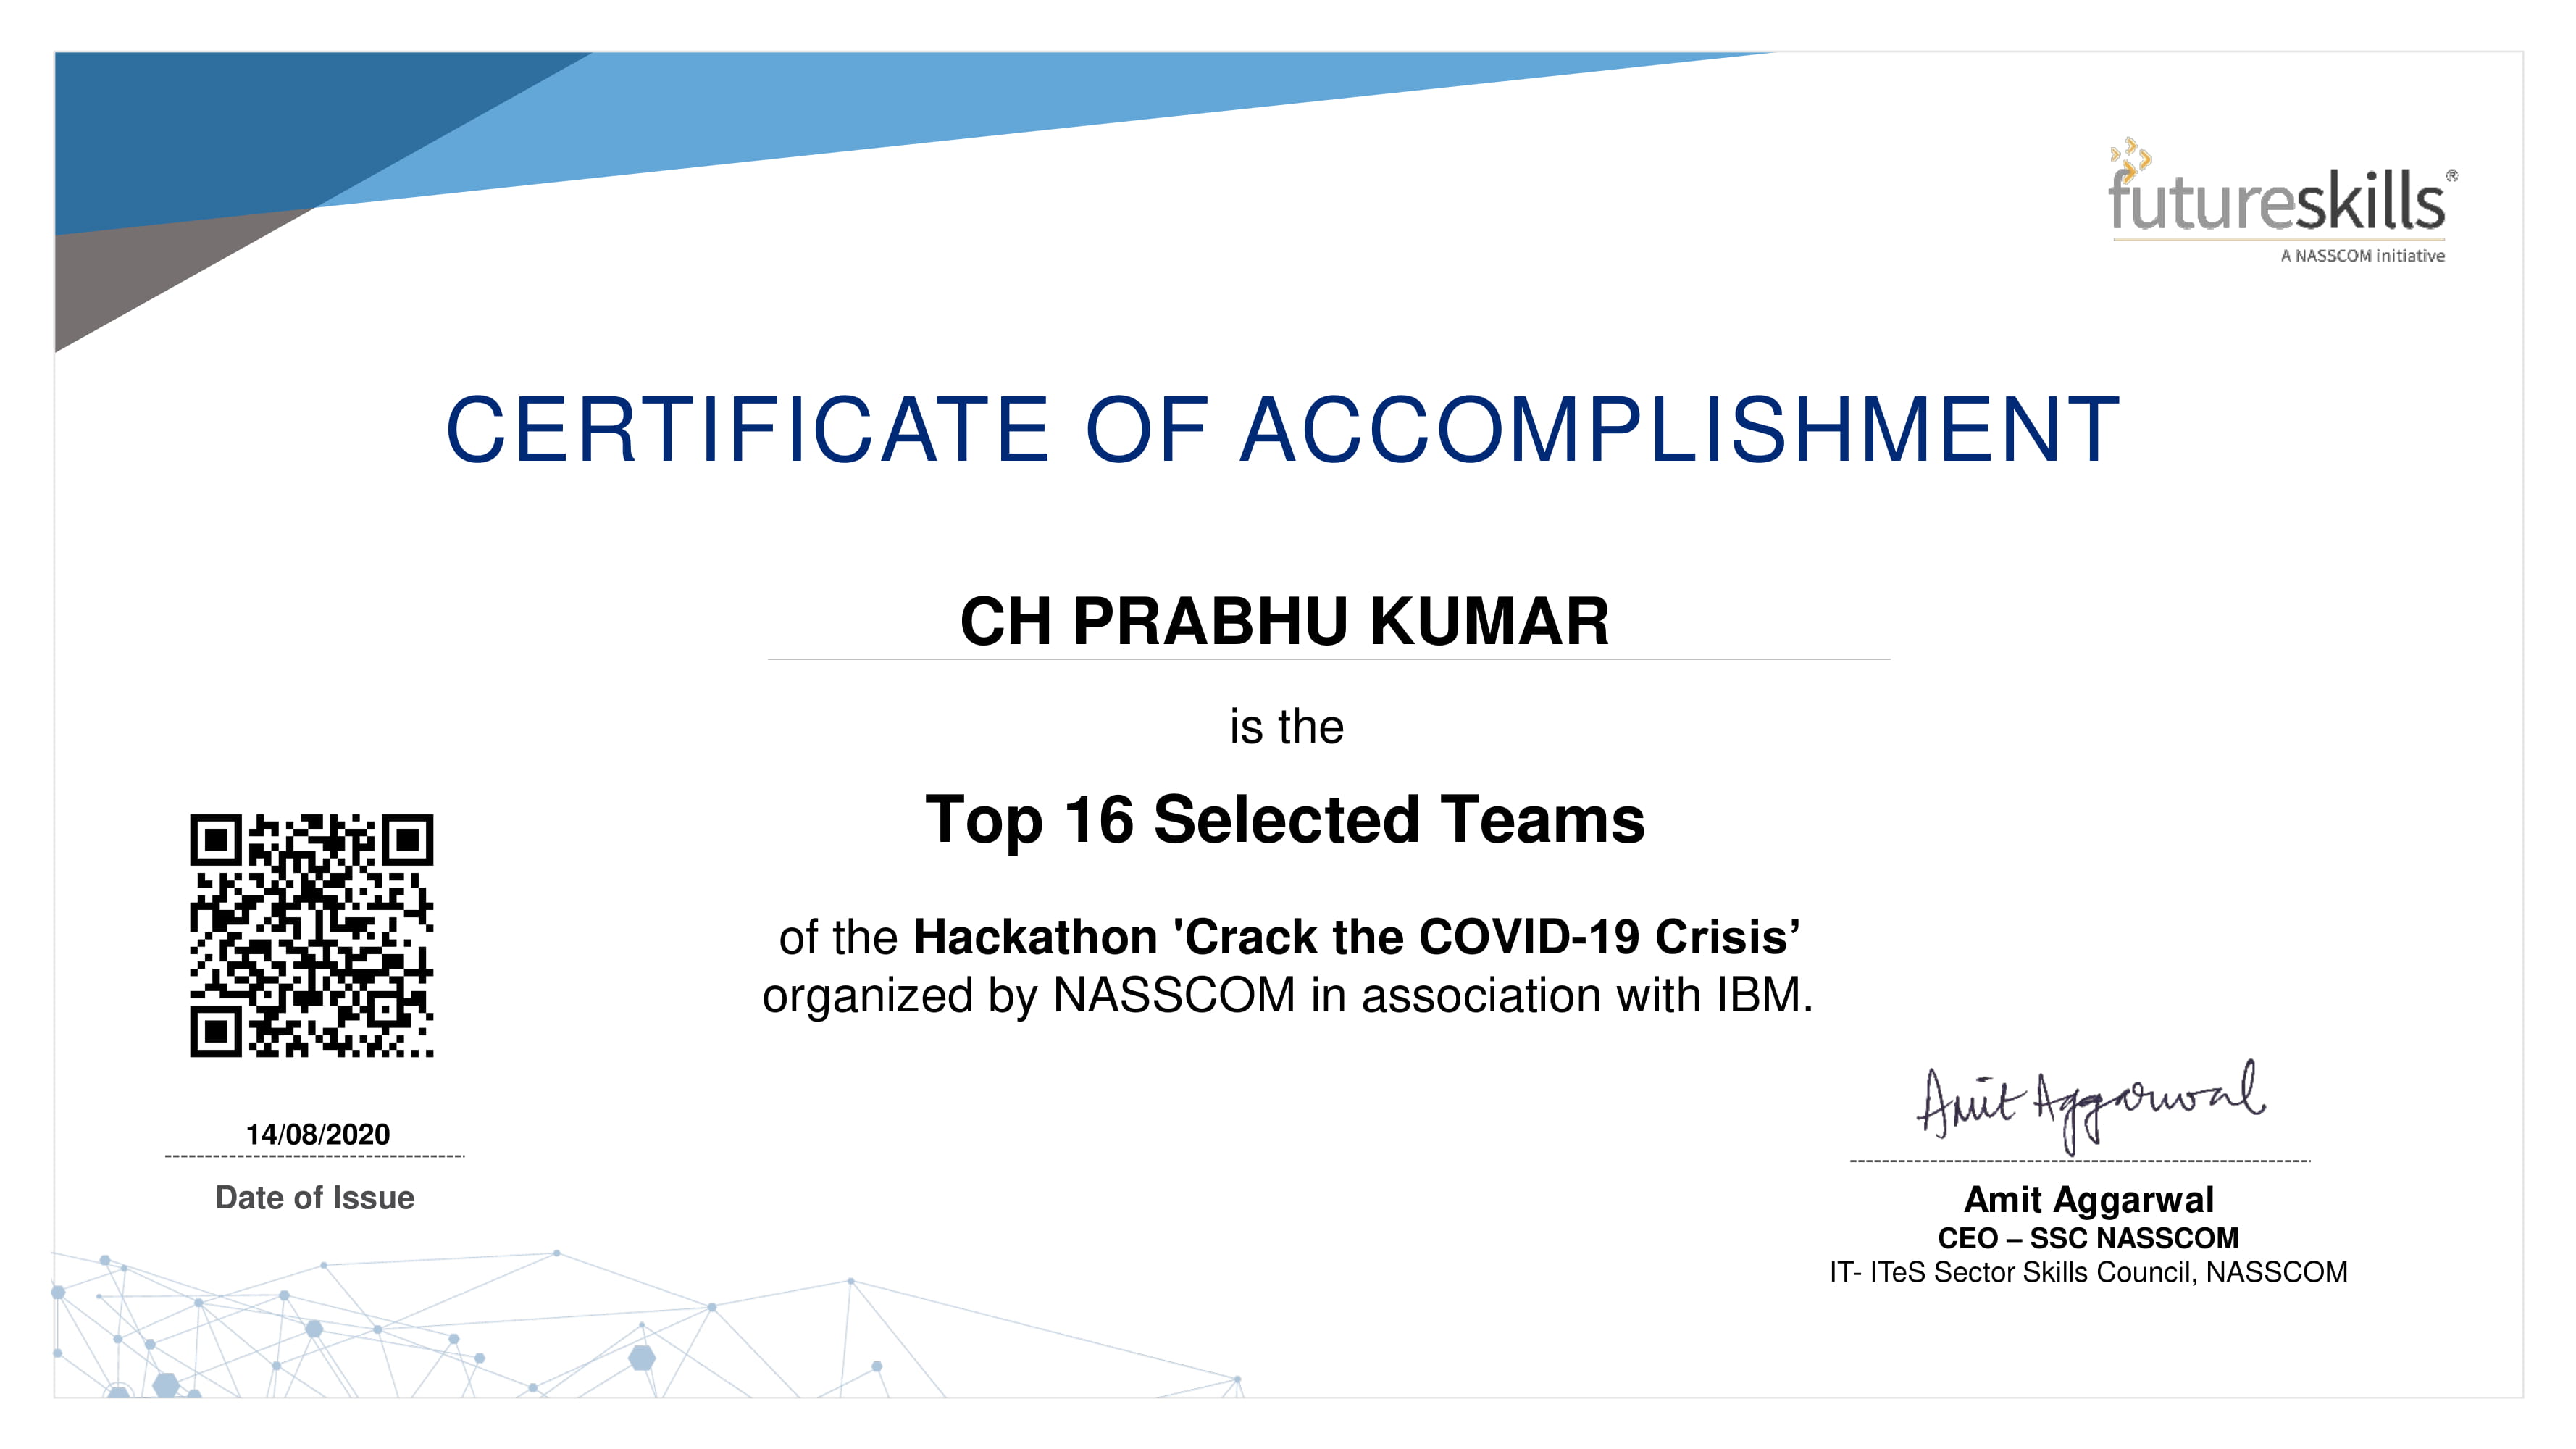 futureskills®
A NASSCOM initiative
CERTIFICATE OF ACCOMPLISHMENT
CH PRABHU KUMAR
is the
Top 16 Selected Teams
of the Hackathon 'Crack the COVID-19 Crisis’
organized by NASSCOM in association with IBM.
14/08/2020
Date of Issue
Amit Aggarwal
Amit Aggarwal
CEO – SSC NASSCOM
IT- ITeS Sector Skills Council, NASSCOM